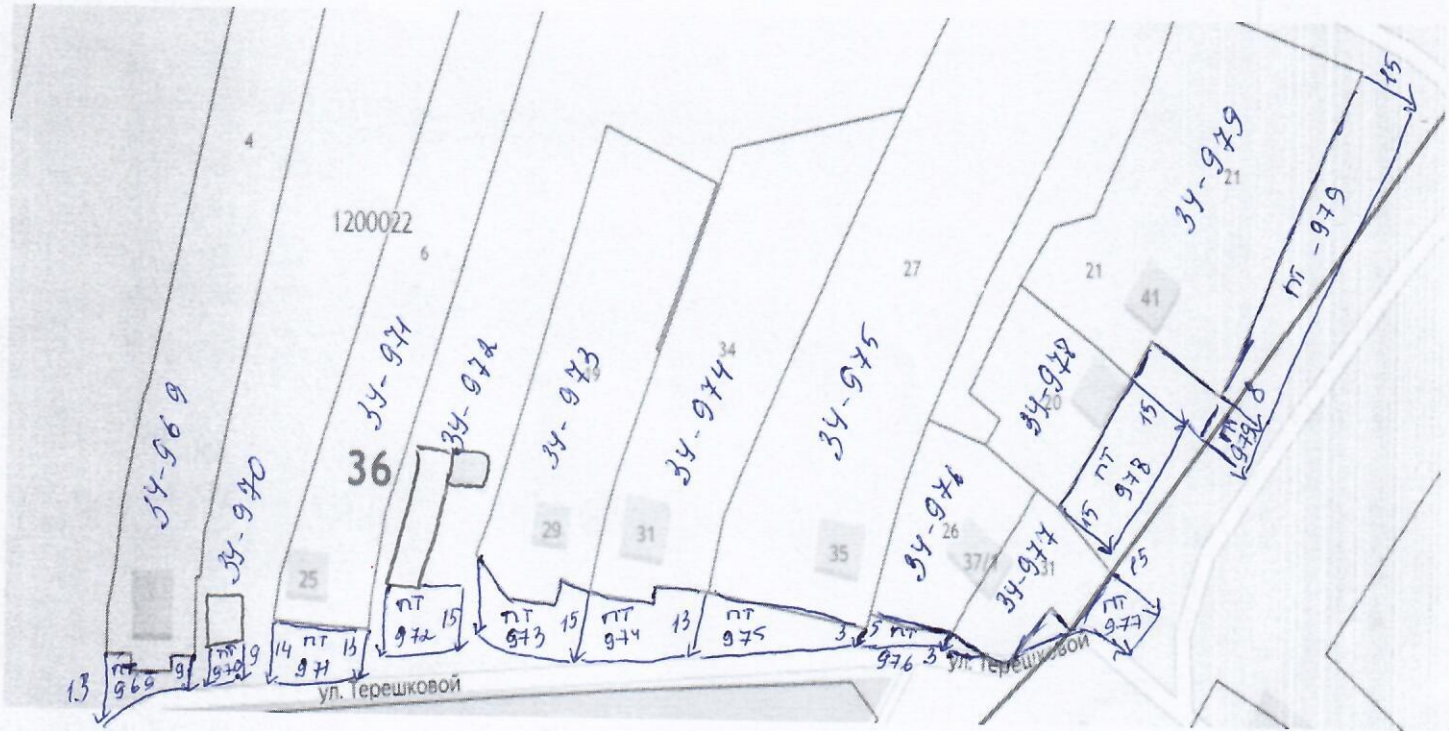 4
1200022
6
36
25
29
19
31
34
35
27
26
37/1
31
20
21
41
21
ЗУ-969
ЗУ-970
ЗУ-971
ЗУ-972
ЗУ-973
ЗУ-974
ЗУ-975
ЗУ-976
ЗУ-977
ЗУ-978
ЗУ-979
13
пт
969
9
пт
970
9
14
пт
971
13
пт
972
15
пт
973
15
пт
974
13
пт
975
3
5
пт
976
3
15
пт
977
15
пт
978
15
пт
979
8
пт - 979
15
ул. Терешковой
ул. Терешковой